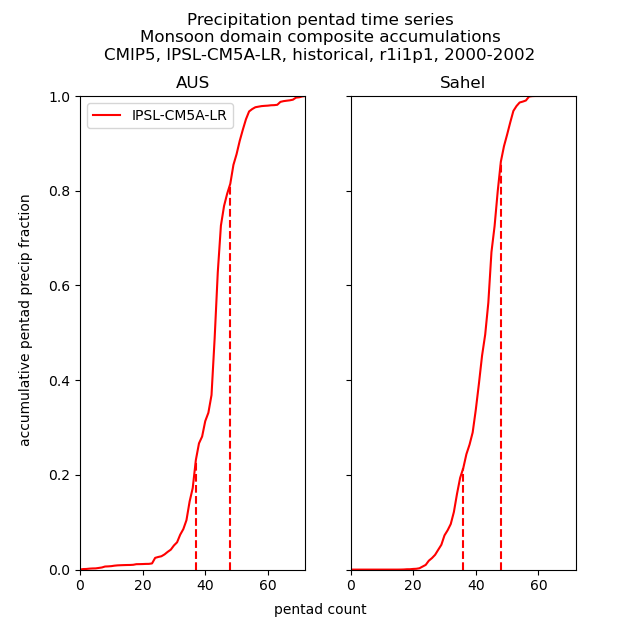 Precipitation pentad time series
Monsoon domain composite accumulations
CMIP5, IPSL-CM5A-LR, historical, r1i1p1, 2000-2002
AUS
Sahel
IPSL-CM5A-LR
accumulative pentad precip fraction
1.0
0.8
0.6
0.4
0.2
0.0
0 20 40 60
0 20 40 60
pentad count